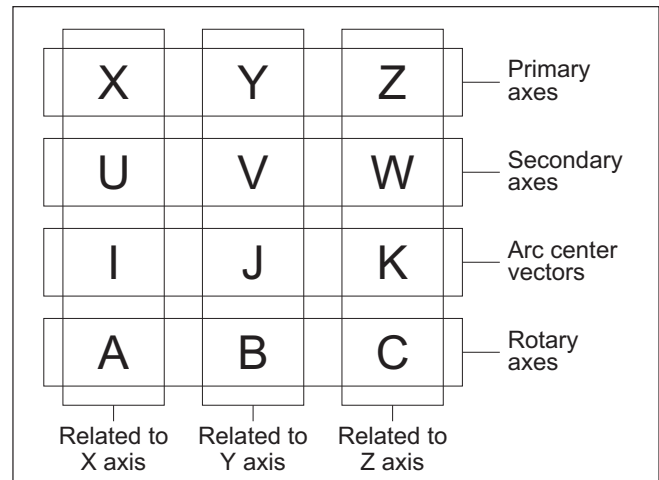 X Y Z Primary
axes
U V W Secondary
axes
I J K Arc center
vectors
A B C Rotary
axes
Related to Related to Related to
X axis Y axis Z axis